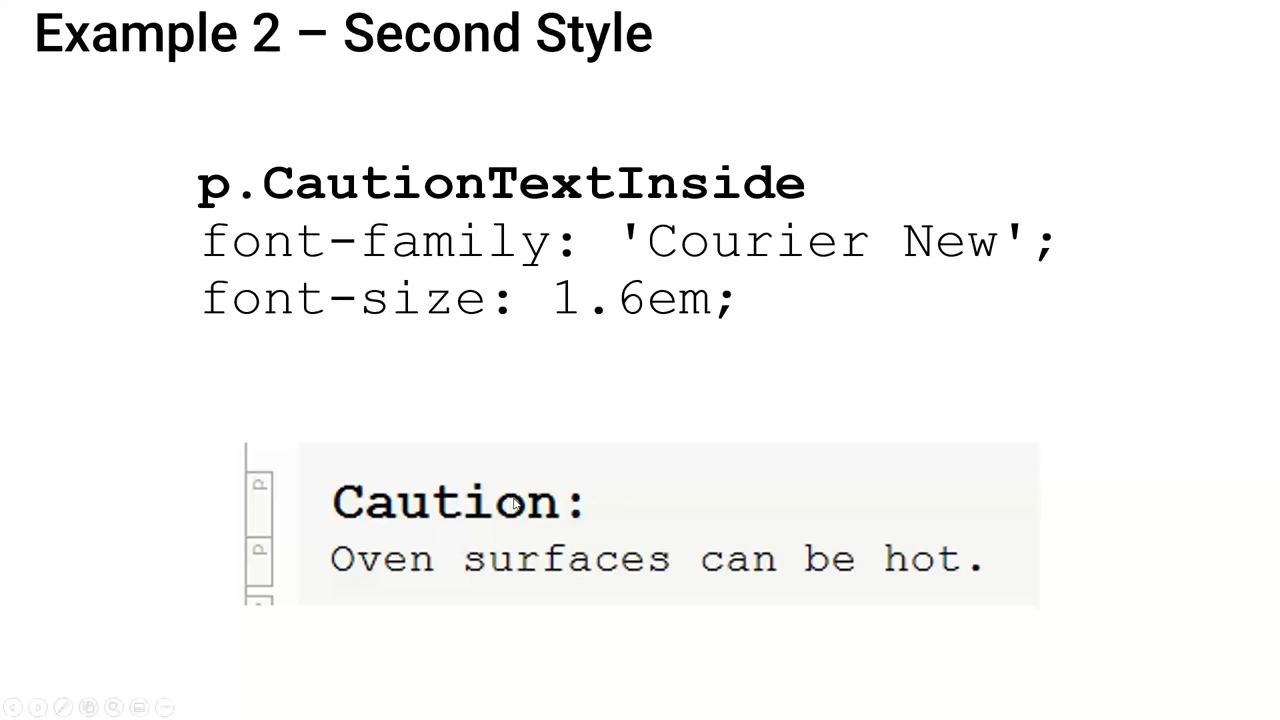 Example 2 – Second Style
p.CautionTextInside
font-family: 'Courier New';
font-size: 1.6em;
P
Caution:
P
Oven surfaces can be hot.